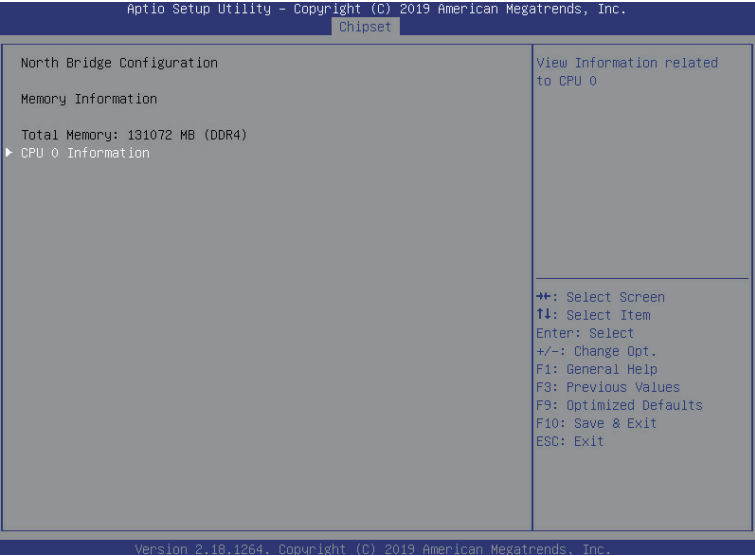 Aptio Setup Utility – Copyright (C) 2019 American Megatrends, Inc.
Chipset
North Bridge Configuration
Memory Information
Total Memory: 131072 MB (DDR4)
CPU 0 Information
View Information related
to CPU 0
→←: Select Screen
↑↓: Select Item
Enter: Select
+/-: Change Opt.
F1: General Help
F3: Previous Values
F9: Optimized Defaults
F10: Save & Exit
ESC: Exit
Version 2.18.1264. Copyright (C) 2019 American Megatrends, Inc.